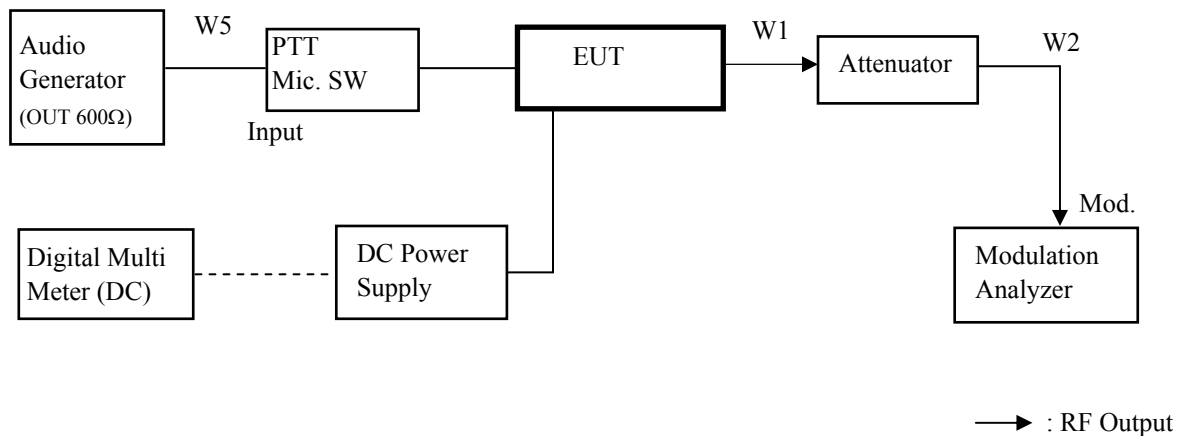 W5
Audio
Generator
(OUT 600Ω)
PTT
Mic. SW
Input
EUT
W1
Attenuator
W2
Mod.
Digital Multi
Meter (DC)
DC Power
Supply
Modulation
Analyzer
: RF Output